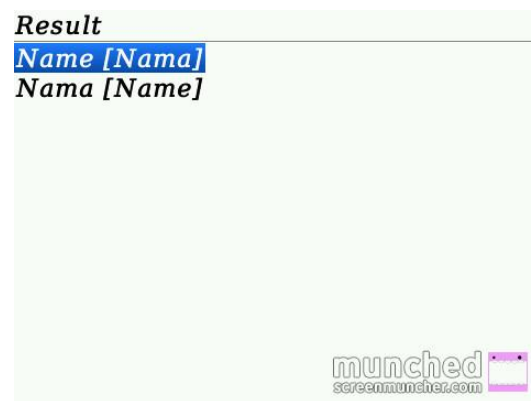 Result
Name [Nama]
Nama [Name]
munched
screenmuncher.com